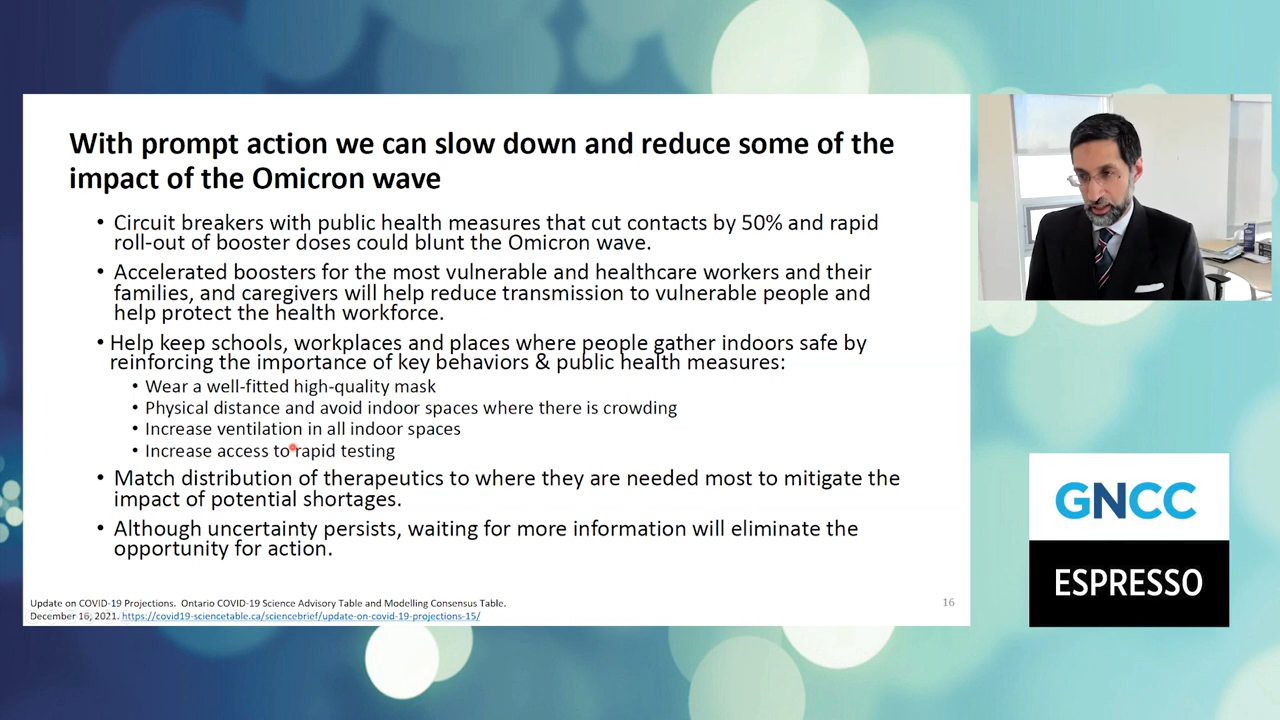 With prompt action we can slow down and reduce some of the
impact of the Omicron wave
• Circuit breakers with public health measures that cut contacts by 50% and rapid
roll-out of booster doses could blunt the Omicron wave.
• Accelerated boosters for the most vulnerable and healthcare workers and their
families, and caregivers will help reduce transmission to vulnerable people and
help protect the health workforce.
• Help keep schools, workplaces and places where people gather indoors safe by
reinforcing the importance of key behaviors & public health measures:
• Wear a well-fitted high-quality mask
• Physical distance and avoid indoor spaces where there is crowding
• Increase ventilation in all indoor spaces
• Increase access to rapid testing
• Match distribution of therapeutics to where they are needed most to mitigate the
impact of potential shortages.
• Although uncertainty persists, waiting for more information will eliminate the
opportunity for action.
Update on COVID-19 Projections. Ontario COVID-19 Science Advisory Table and Modelling Consensus Table.
December 16, 2021. https://covid19-sciencetable.ca/sciencebrief/update-on-covid-19-projections-15/
16
GNCC
ESPRESSO